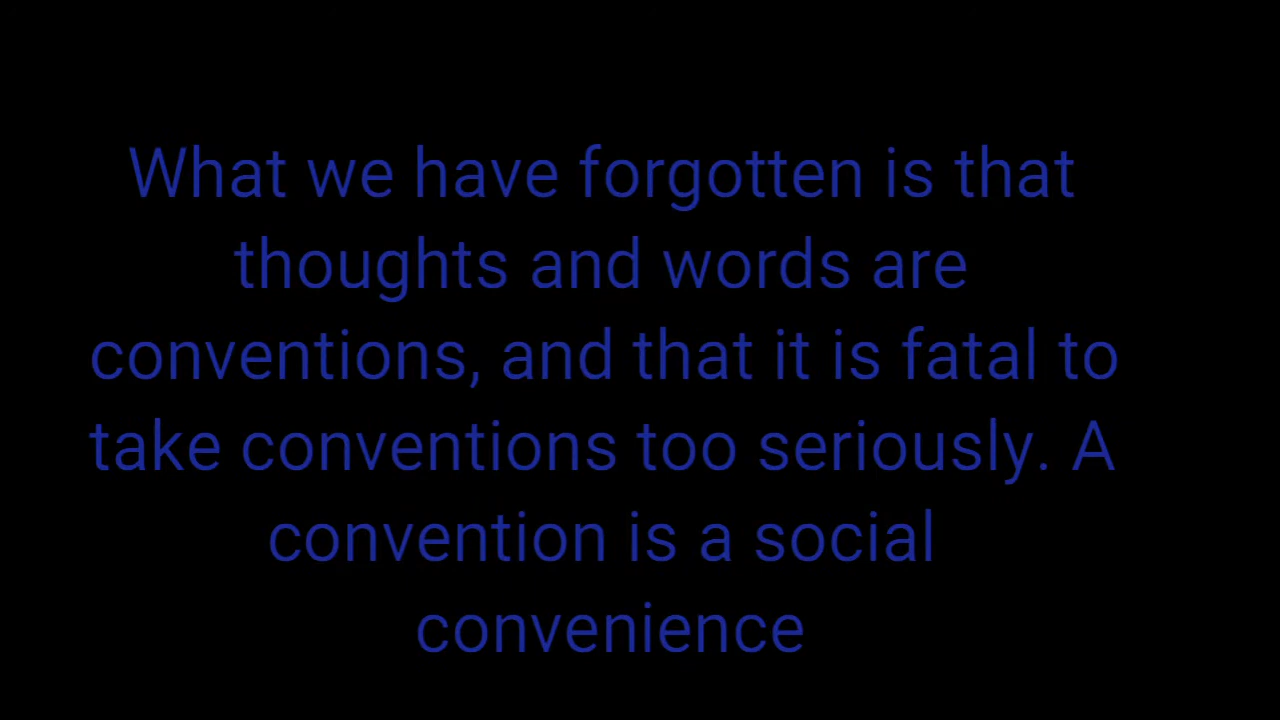 What we have forgotten is that
thoughts and words are
conventions, and that it is fatal to
take conventions too seriously. A
convention is a social
convenience